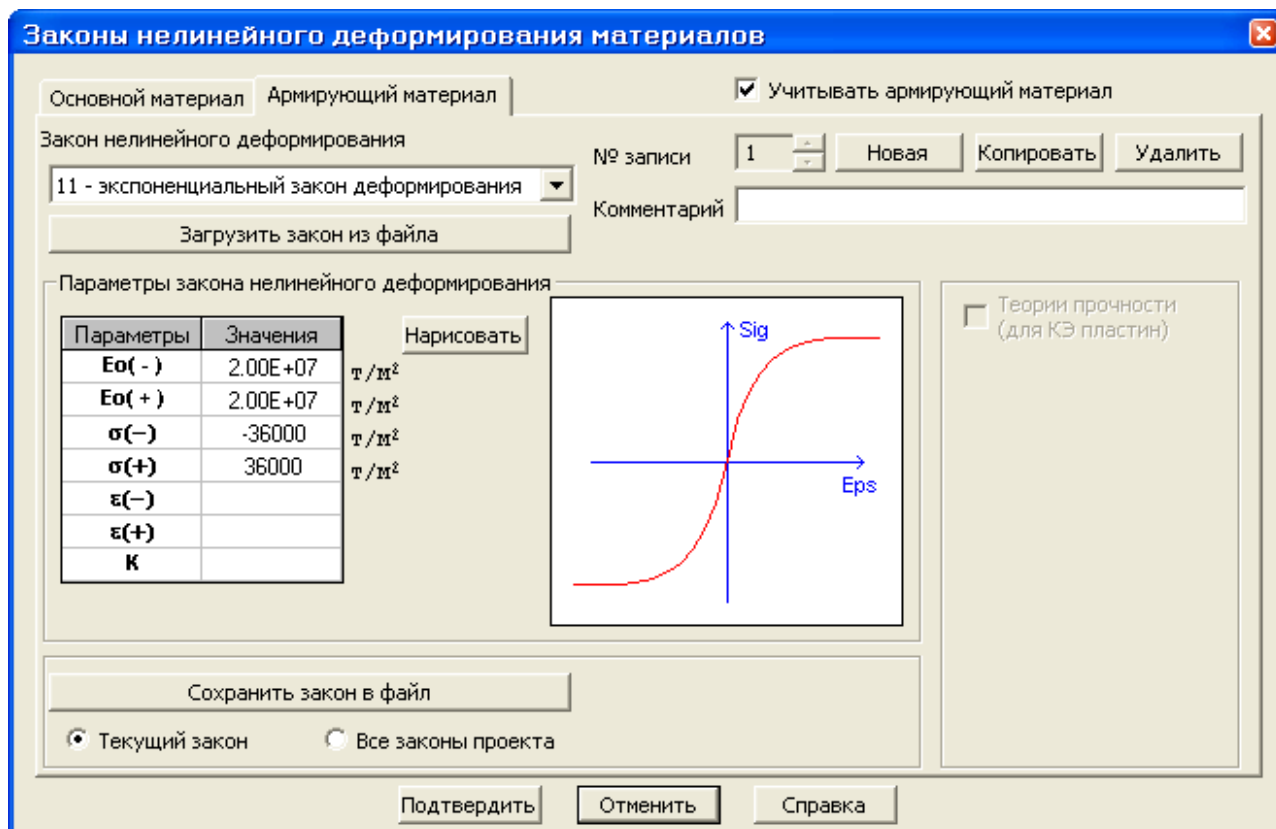 Законы нелинейного деформирования материалов
Основной материал Армирующий материал
Учитывать армирующий материал
Закон нелинейного деформирования
11 - экспоненциальный закон деформирования
Загрузить закон из файла
№ записи 1 Новая Копировать Удалить
Комментарий
Параметры закона нелинейного деформирования
Параметры Значения
Eo( - ) 2.00E+07 т/м²
Eo( + ) 2.00E+07 т/м²
σ(−) -36000 т/м²
σ(+) 36000 т/м²
ε(−)
ε(+)
К
Нарисовать
Sig
Eps
Теории прочности
(для КЭ пластин)
Сохранить закон в файл
Текущий закон Все законы проекта
Подтвердить Отменить Справка